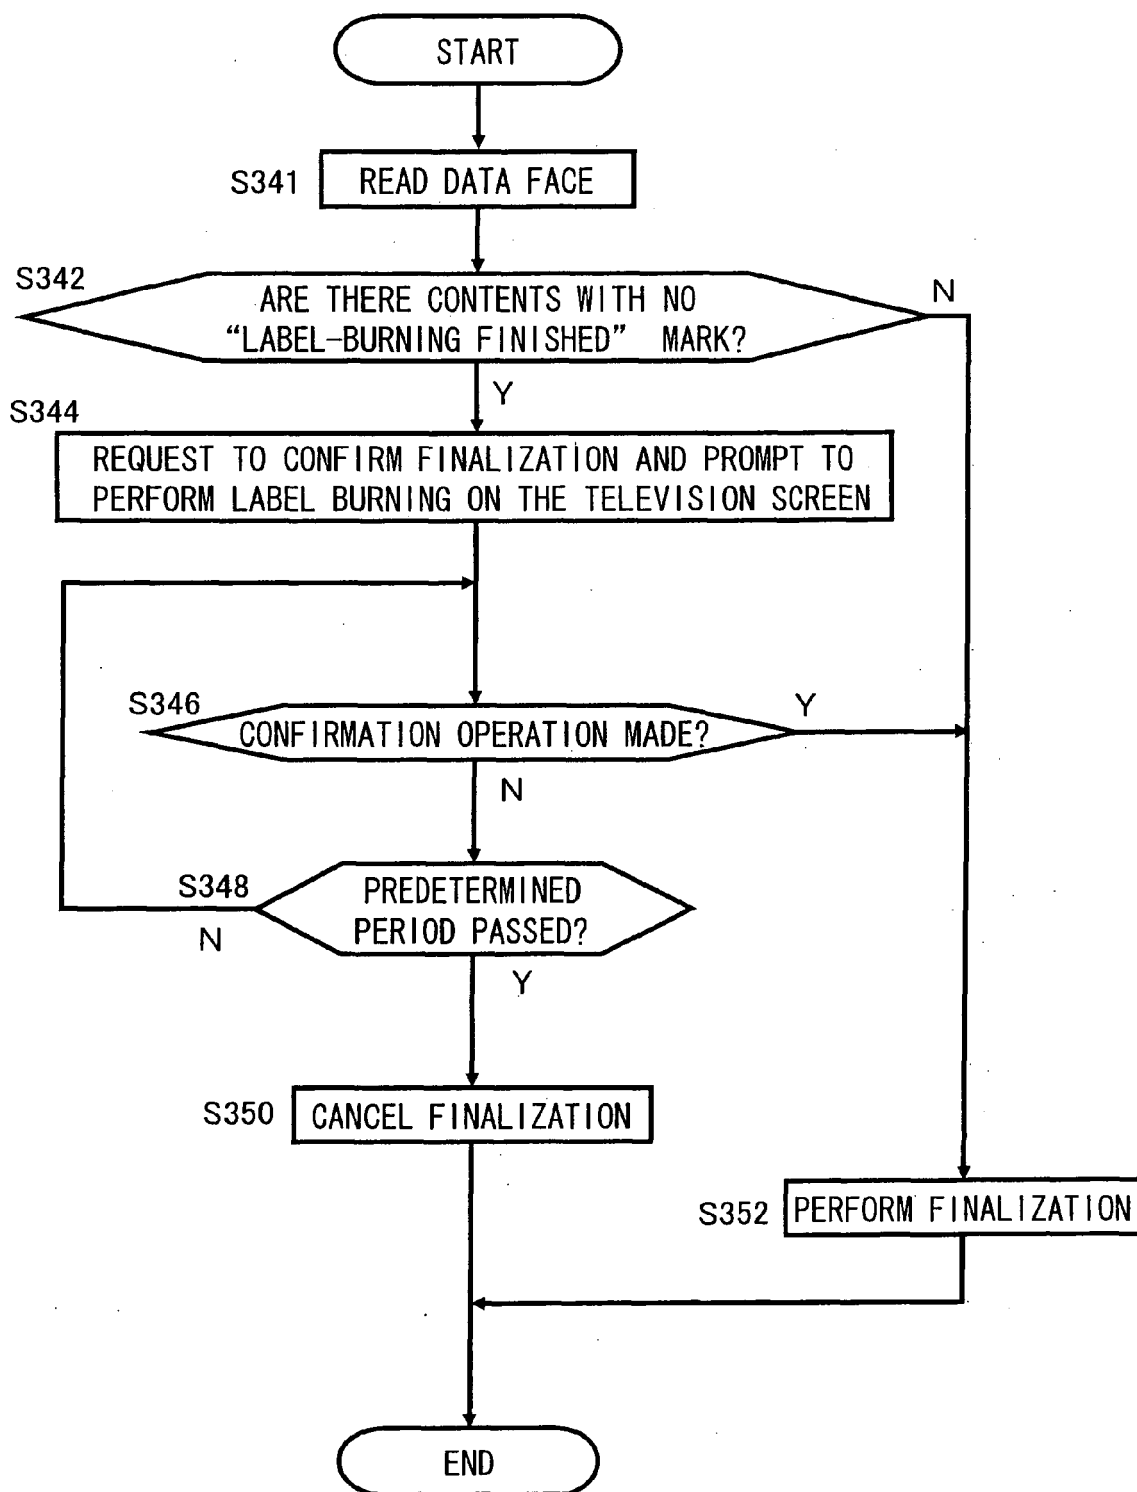 START
S341
READ DATA FACE
S342
ARE THERE CONTENTS WITH NO
“LABEL-BURNING FINISHED” MARK?
N
Y
S344
REQUEST TO CONFIRM FINALIZATION AND PROMPT TO
PERFORM LABEL BURNING ON THE TELEVISION SCREEN
S346
CONFIRMATION OPERATION MADE?
Y
N
S348
PREDETERMINED
PERIOD PASSED?
N
Y
S350
CANCEL FINALIZATION
S352
PERFORM FINALIZATION
END